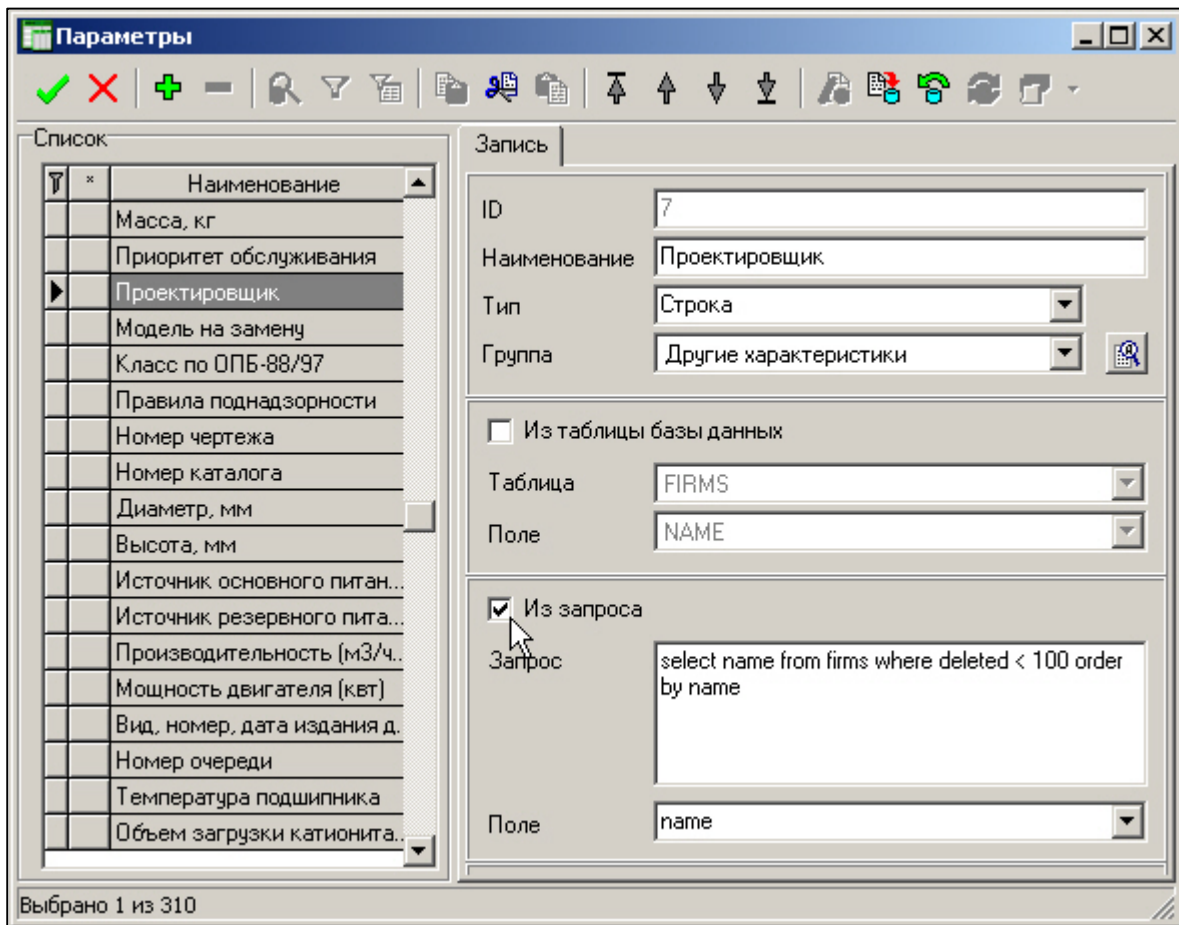 Параметры
Список
Наименование
Масса, кг
Приоритет обслуживания
Проектировщик
Модель на замену
Класс по ОПБ-88/97
Правила поднадзорности
Номер чертежа
Номер каталога
Диаметр, мм
Высота, мм
Источник основного питан...
Источник резервного пита...
Производительность (м3/ч..
Мощность двигателя (квт)
Вид, номер, дата издания д.
Номер очереди
Температура подшипника
Объем загрузки катионита..
Запись
ID 7
Наименование Проектировщик
Тип Строка
Группа Другие характеристики
Из таблицы базы данных
Таблица FIRMS
Поле NAME
Из запроса
Запрос select name from firms where deleted < 100 order
by name
Поле name
Выбрано 1 из 310